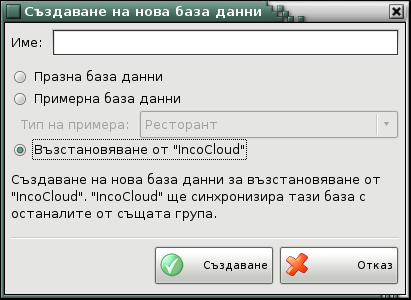 Създаване на нова база данни
Име:
Празна база данни
Примерна база данни
Тип на примера: Ресторант
Възстановяване от "IncoCloud"
Създаване на нова база данни за възстановяване от
"IncoCloud". "IncoCloud" ще синхронизира тази база с
останалите от същата група.
Създаване Отказ